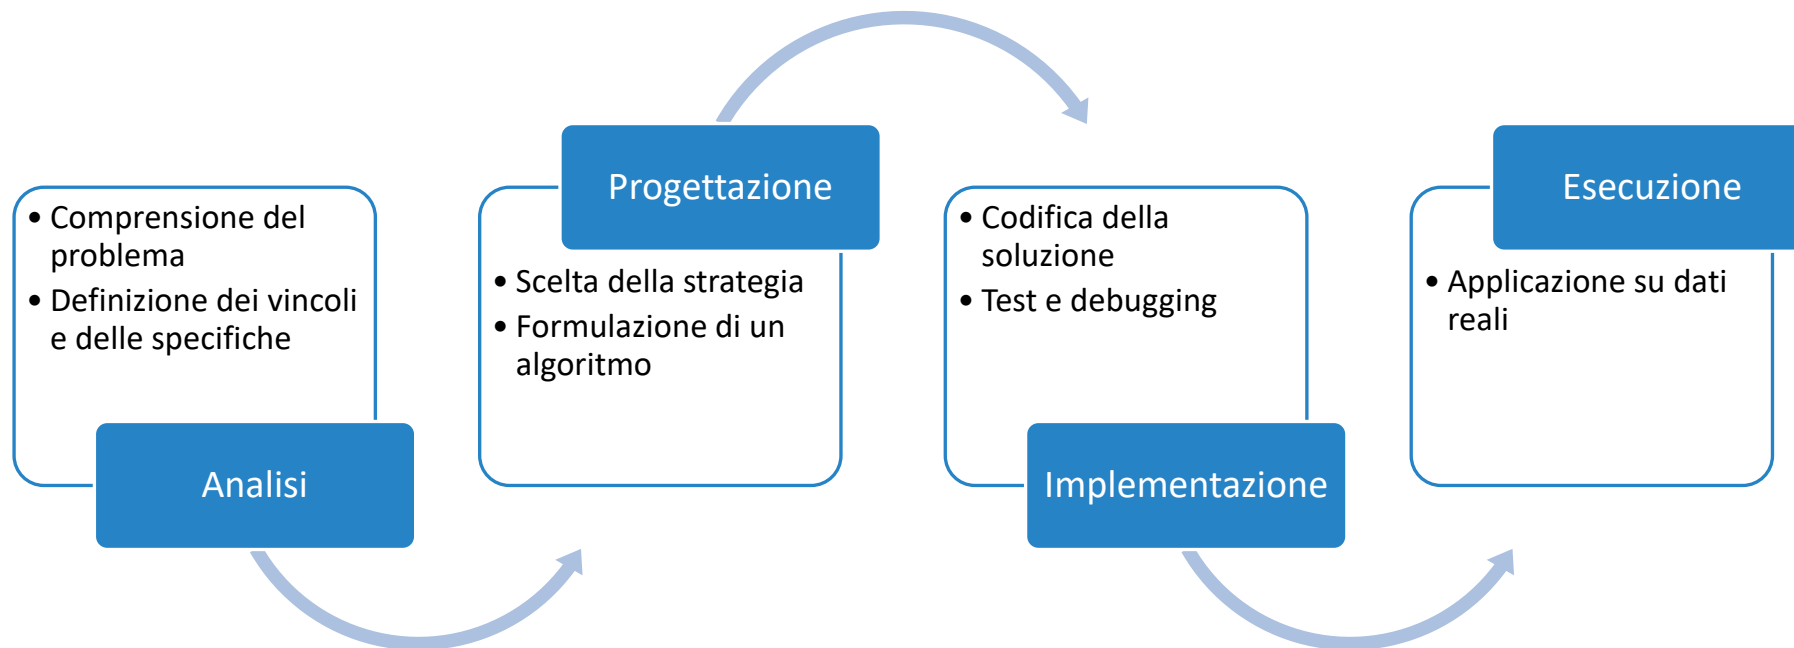 • Comprensione del
problema
• Definizione dei vincoli
e delle specifiche
Analisi
Progettazione
• Scelta della strategia
• Formulazione di un
algoritmo
• Codifica della
soluzione
• Test e debugging
Implementazione
Esecuzione
• Applicazione su dati
reali